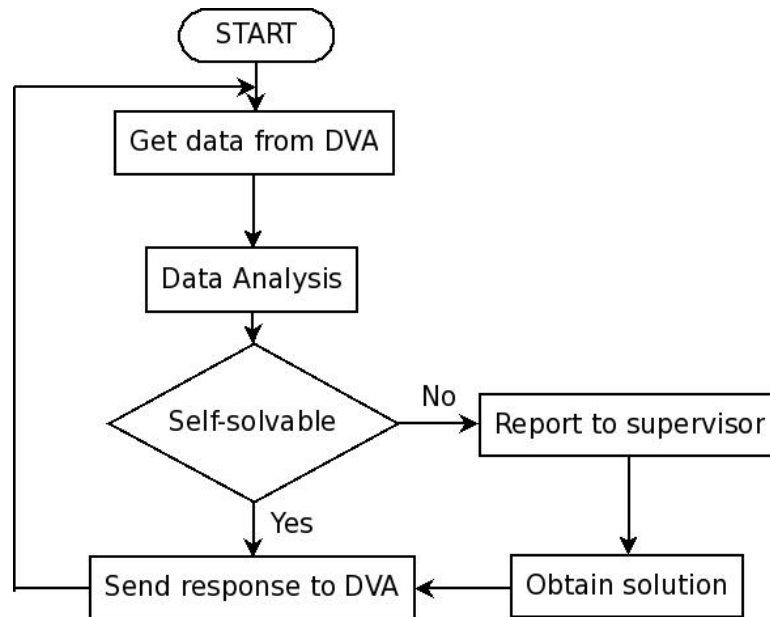 START
Get data from DVA
Data Analysis
Self-solvable
No
Report to supervisor
Yes
Send response to DVA
Obtain solution